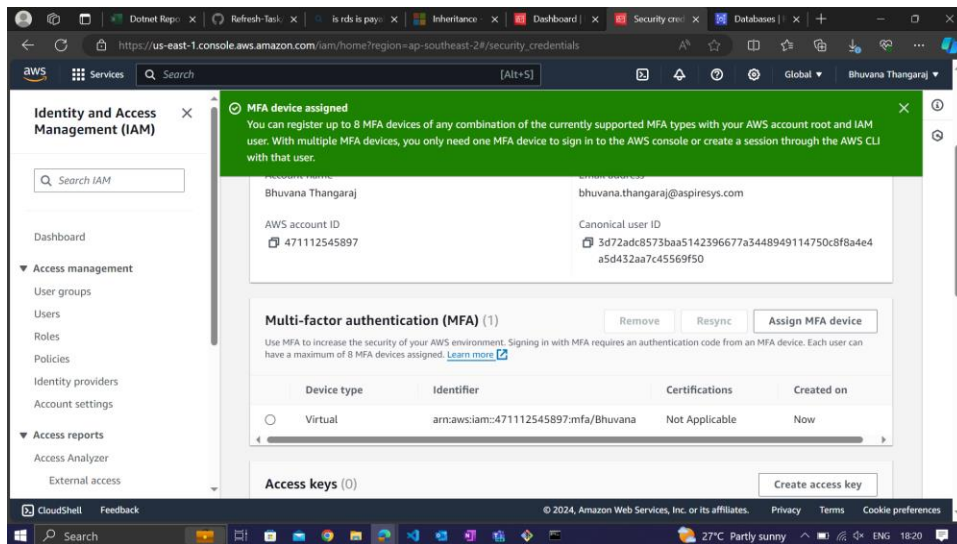 Dotnet Repo
Refresh-Task
is rds is paya
Inheritance
Dashboard |
Security cred
Databases |
https://us-east-1.console.aws.amazon.com/iam/home?region=ap-southeast-2#/security_credentials
aws
Services
Search
[Alt+S]
Global
Bhuvana Thangaraj
Identity and Access Management (IAM)
Search IAM
Dashboard
Access management
User groups
Users
Roles
Policies
Identity providers
Account settings
Access reports
Access Analyzer
External access
MFA device assigned
You can register up to 8 MFA devices of any combination of the currently supported MFA types with your AWS account root and IAM
user. With multiple MFA devices, you only need one MFA device to sign in to the AWS console or create a session through the AWS CLI
with that user.
Account name
Bhuvana Thangaraj
Email address
bhuvana.thangaraj@aspiresys.com
AWS account ID
471112545897
Canonical user ID
3d72adc8573baa5142396677a3448949114750c8f8a4e4
a5d432aa7c45569f50
Multi-factor authentication (MFA) (1)
Remove
Resync
Assign MFA device
Use MFA to increase the security of your AWS environment. Signing in with MFA requires an authentication code from an MFA device. Each user can
have a maximum of 8 MFA devices assigned. Learn more
Device type
Identifier
Certifications
Created on
Virtual
arn:aws:iam::471112545897:mfa/Bhuvana
Not Applicable
Now
Access keys (0)
Create access key
CloudShell
Feedback
© 2024, Amazon Web Services, Inc. or its affiliates.
Privacy
Terms
Cookie preferences
Search
27°C Partly sunny
ENG
18:20